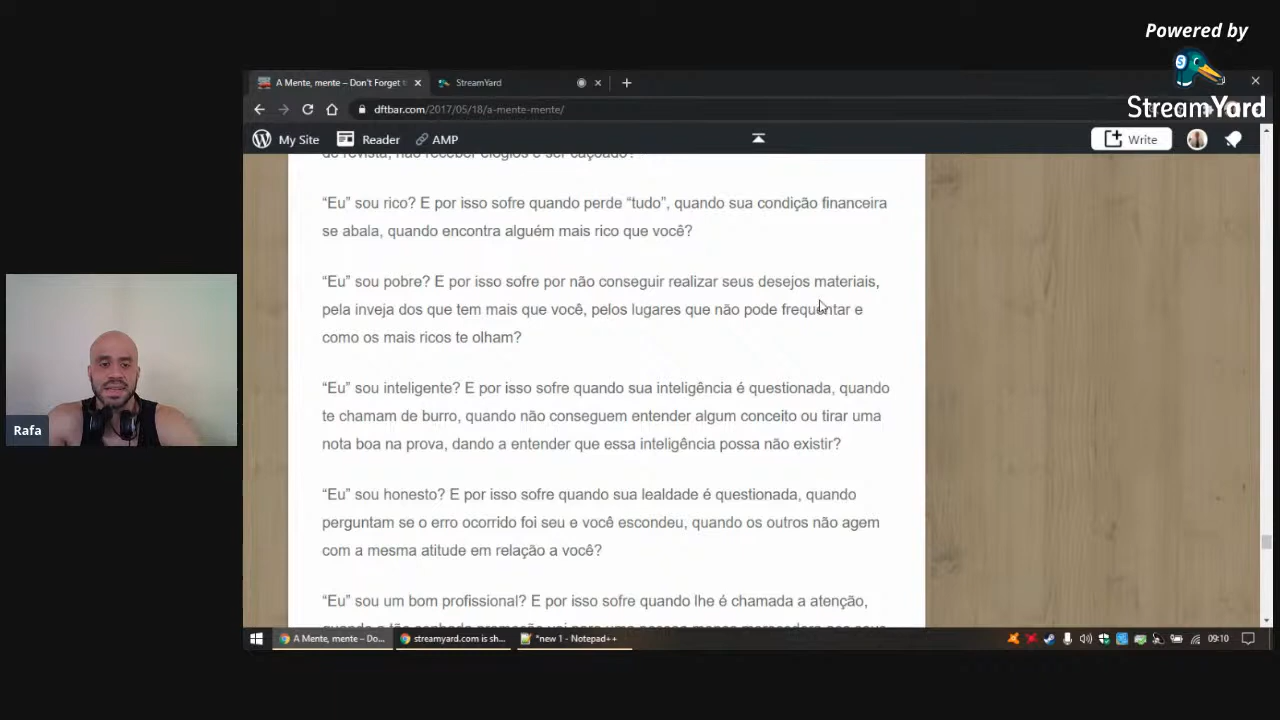 Powered by
StreamYard
A Mente, mente – Don't Forget
StreamYard
dftbar.com/2017/05/18/a-mente-mente/
My Site
Reader
AMP
Write
de revista, não receber elogios e ser caçoado?
“Eu” sou rico? E por isso sofre quando perde “tudo”, quando sua condição financeira
se abala, quando encontra alguém mais rico que você?
“Eu” sou pobre? E por isso sofre por não conseguir realizar seus desejos materiais,
pela inveja dos que tem mais que você, pelos lugares que não pode frequentar e
como os mais ricos te olham?
“Eu” sou inteligente? E por isso sofre quando sua inteligência é questionada, quando
te chamam de burro, quando não conseguem entender algum conceito ou tirar uma
nota boa na prova, dando a entender que essa inteligência possa não existir?
“Eu” sou honesto? E por isso sofre quando sua lealdade é questionada, quando
perguntam se o erro ocorrido foi seu e você escondeu, quando os outros não agem
com a mesma atitude em relação a você?
“Eu” sou um bom profissional? E por isso sofre quando lhe é chamada a atenção,
Rafa
A Mente, mente – Do...
streamyard.com is sh...
*new 1 - Notepad++
09:10